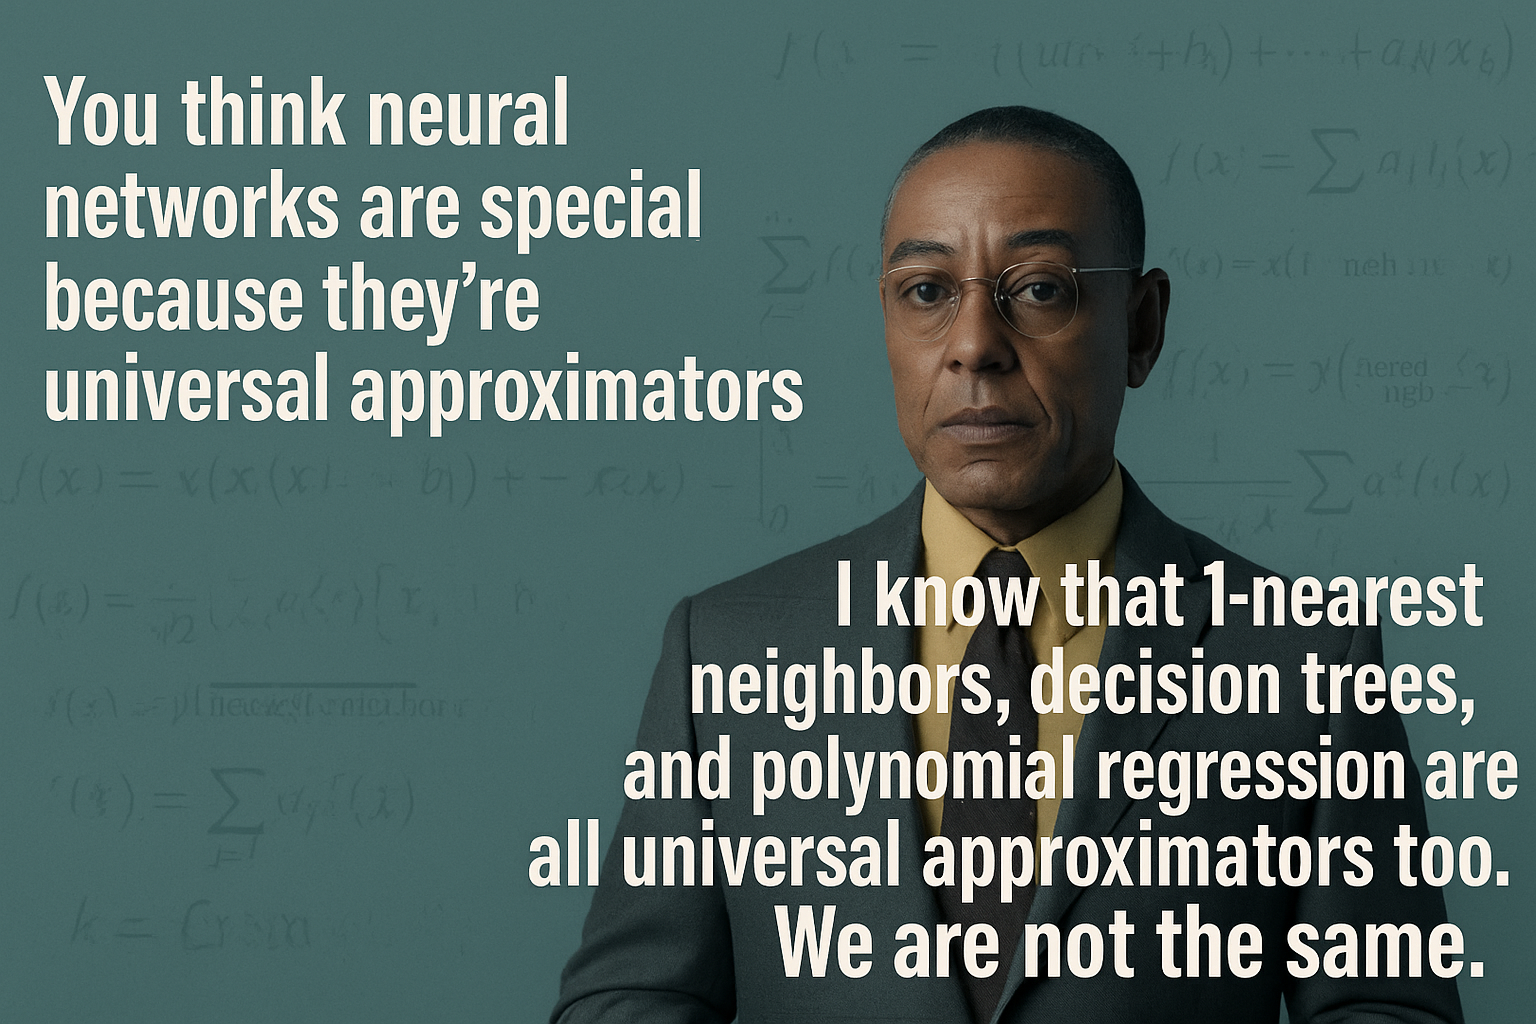 You think neural
networks are special
because they’re
universal approximators
I know that 1-nearest
neighbors, decision trees,
and polynomial regression are
all universal approximators too.
We are not the same.